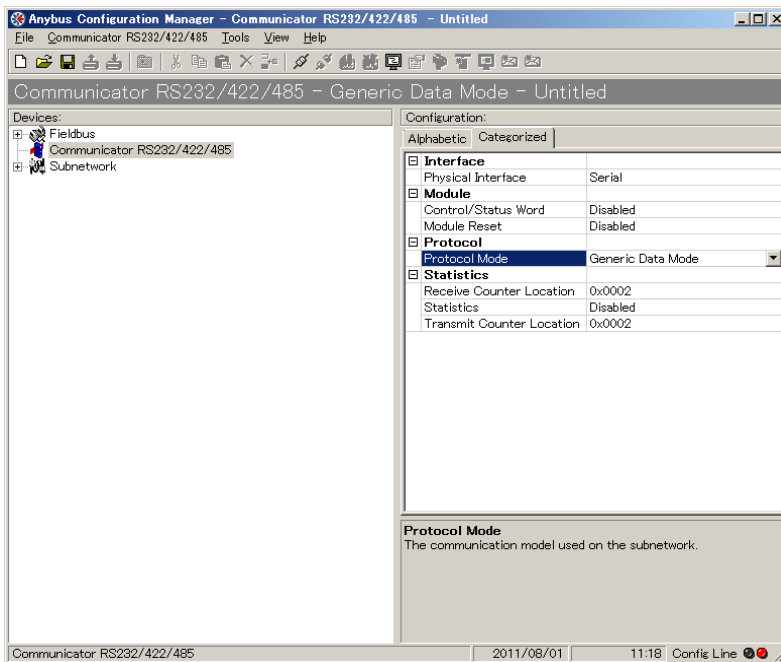 Anybus Configuration Manager - Communicator RS232/422/485 - Untitled
File Communicator RS232/422/485 Tools View Help
Communicator RS232/422/485 - Generic Data Mode - Untitled
Devices:
Fieldbus
Communicator RS232/422/485
Subnetwork
Configuration:
Alphabetic Categorized
Interface
Physical Interface Serial
Module
Control/Status Word Disabled
Module Reset Disabled
Protocol
Protocol Mode Generic Data Mode
Statistics
Receive Counter Location 0x0002
Statistics Disabled
Transmit Counter Location 0x0002
Protocol Mode
The communication model used on the subnetwork.
Communicator RS232/422/485 2011/08/01 11:18 Config Line